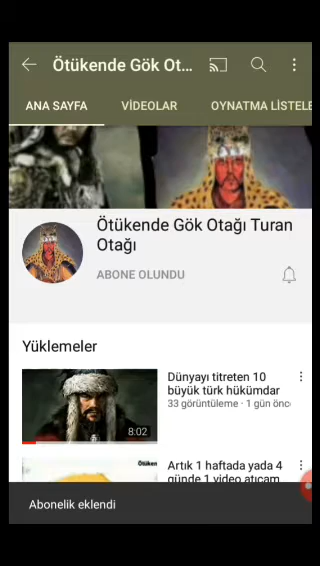 Ötükende Gök Ot...
ANA SAYFA VİDEOLAR OYNATMA LİSTELE
Ötükende Gök Otağı Turan
Otağı
ABONE OLUNDU
Yüklemeler
Dünyayı titreten 10
büyük türk hükümdar
33 görüntüleme · 1 gün önc
8:02
Ötüken
Artık 1 haftada yada 4
günde 1 video atıcam
Abonelik eklendi